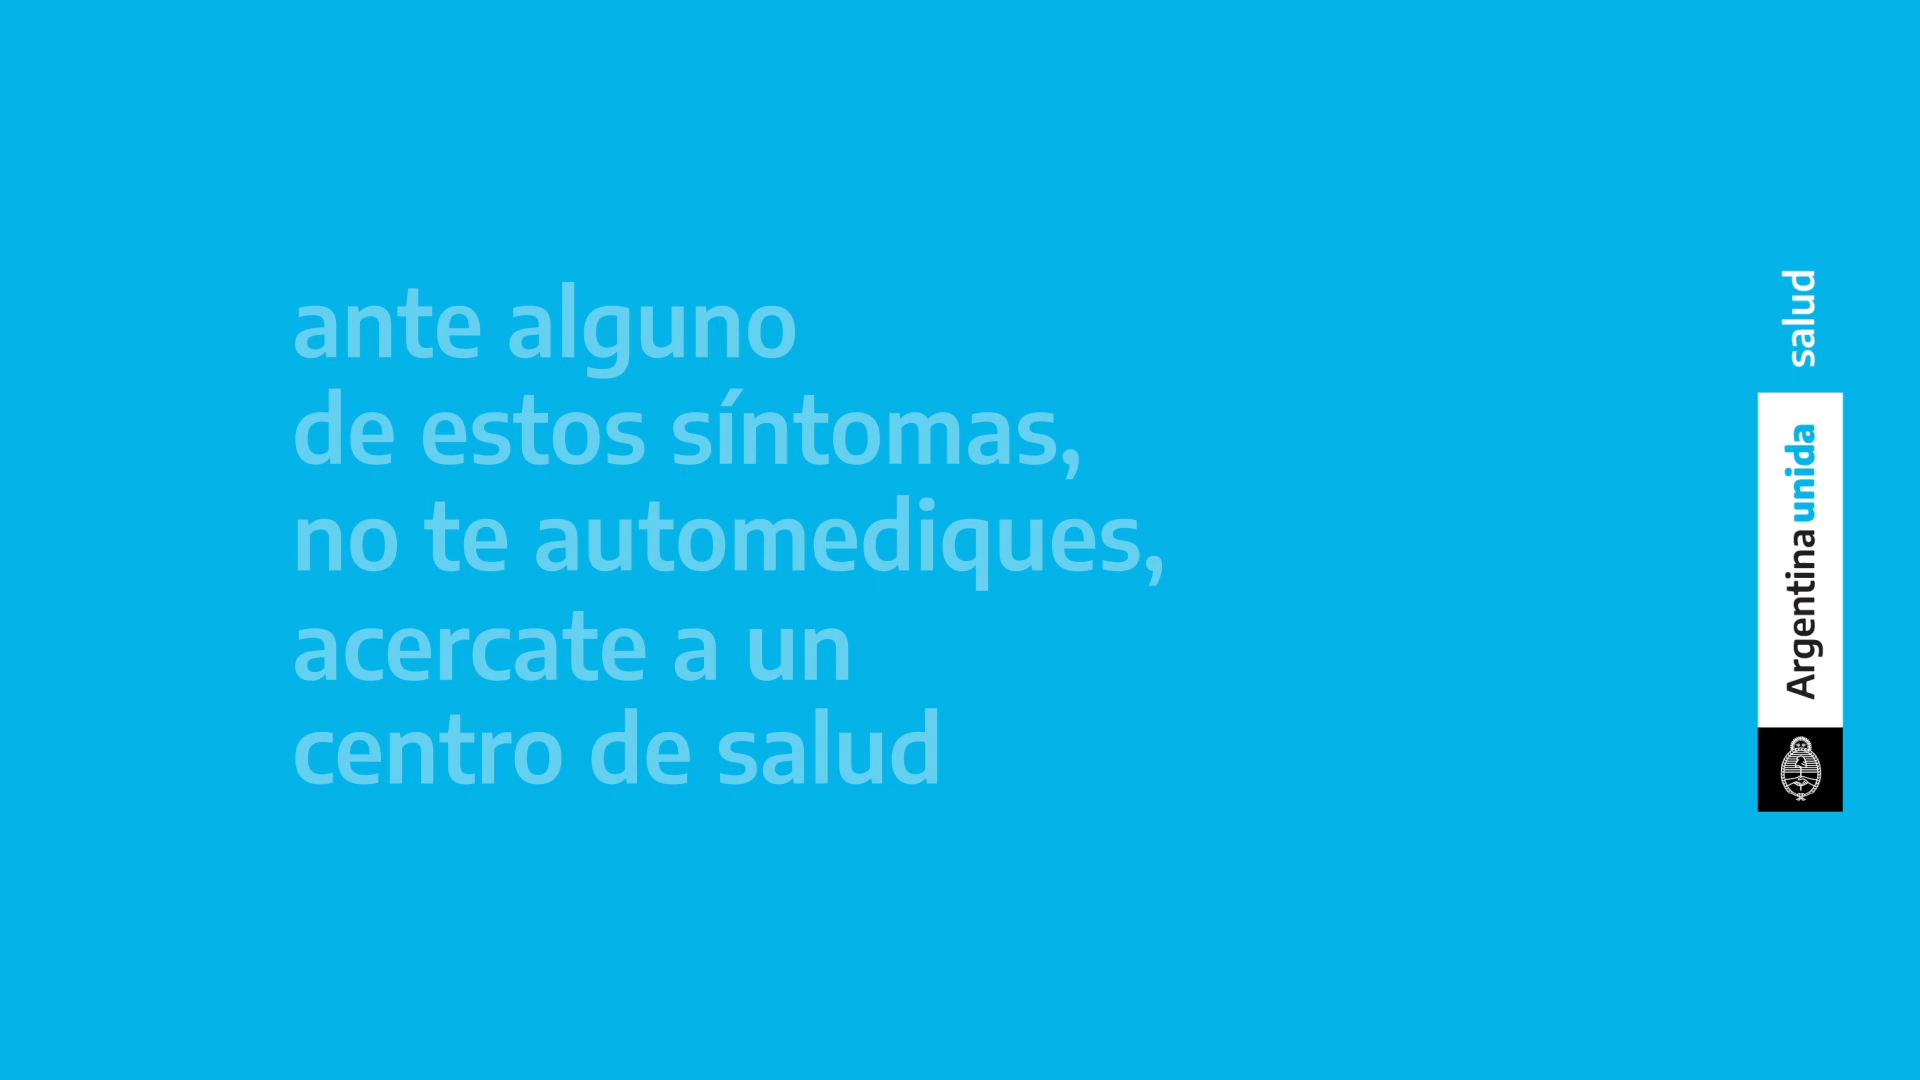 ante alguno
de estos síntomas,
no te automediques,
acercate a un
centro de salud
Argentina unida
salud